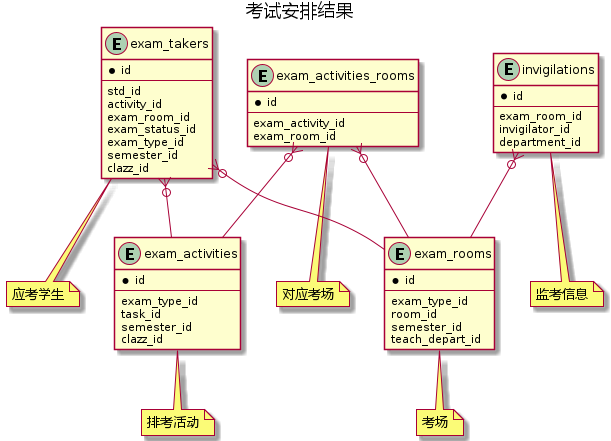 考试安排结果
E exam_takers
id
std_id
activity_id
exam_room_id
exam_status_id
exam_type_id
semester_id
clazz_id
E exam_activities_rooms
id
exam_activity_id
exam_room_id
E invigilations
id
exam_room_id
invigilator_id
department_id
E exam_activities
id
exam_type_id
task_id
semester_id
clazz_id
E exam_rooms
id
exam_type_id
room_id
semester_id
teach_depart_id
应考学生
对应考场
监考信息
排考活动
考场